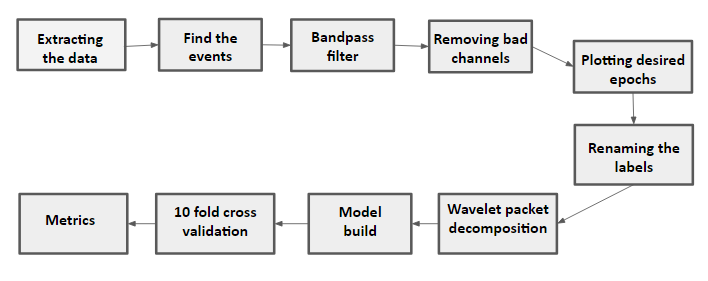 Extracting
the data
Find the
events
Bandpass
filter
Removing bad
channels
Plotting desired
epochs
Renaming the
labels
Wavelet packet
decomposition
Model
build
10 fold cross
validation
Metrics